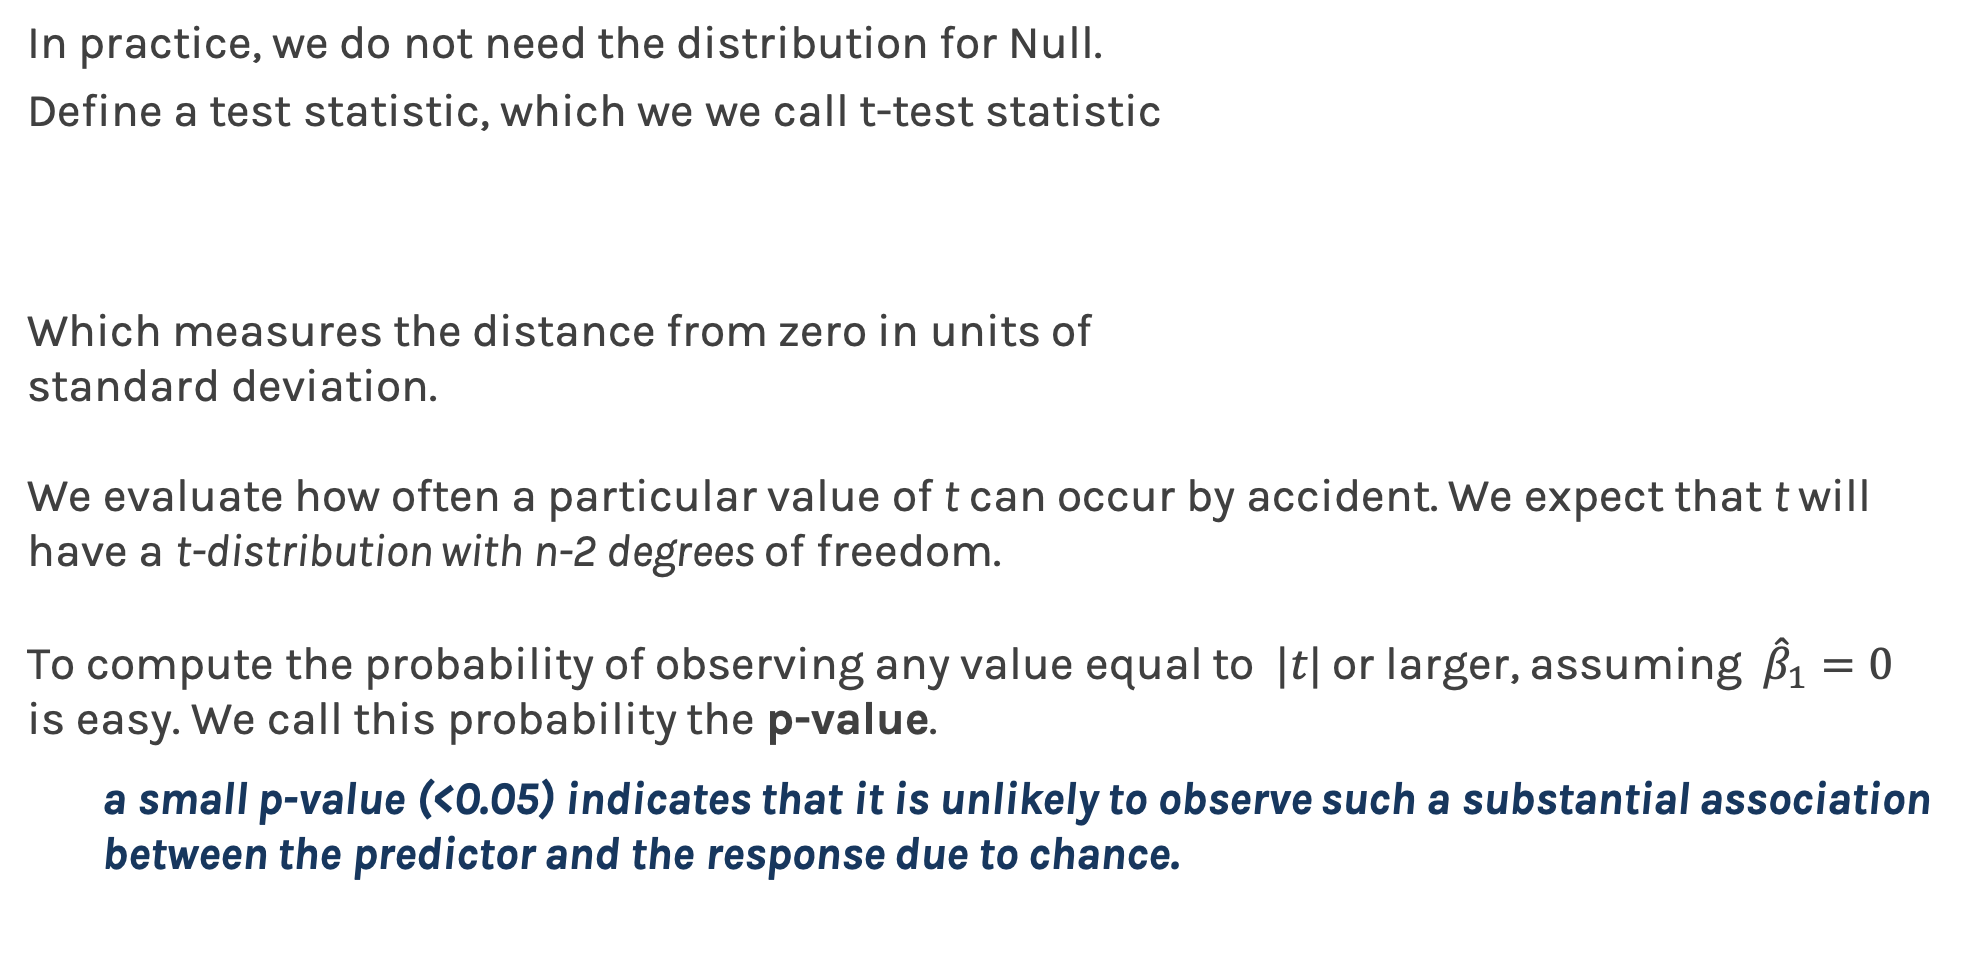 In practice, we do not need the distribution for Null.
Define a test statistic, which we we call t-test statistic
Which measures the distance from zero in units of
standard deviation.
We evaluate how often a particular value of t can occur by accident. We expect that t will
have a t-distribution with n-2 degrees of freedom.
To compute the probability of observing any value equal to |t| or larger, assuming β̂₁ = 0
is easy. We call this probability the p-value.
a small p-value (<0.05) indicates that it is unlikely to observe such a substantial association
between the predictor and the response due to chance.